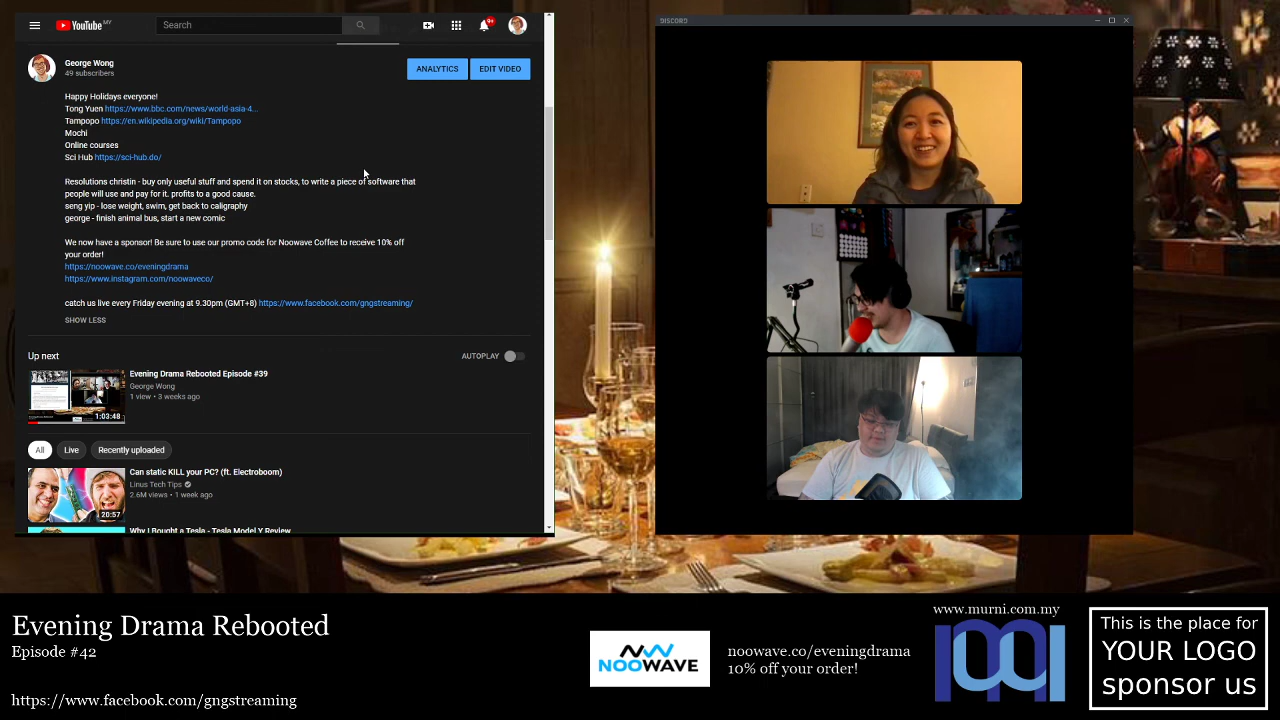 YouTube MY
Search
9+
George Wong
49 subscribers
ANALYTICS
EDIT VIDEO
Happy Holidays everyone!
Tong Yuen https://www.bbc.com/news/world-asia-4...
Tampopo https://en.wikipedia.org/wiki/Tampopo
Mochi
Online courses
Sci Hub https://sci-hub.do/
Resolutions christin - buy only useful stuff and spend it on stocks, to write a piece of software that
people will use and pay for it. profits to a good cause.
seng yip - lose weight, swim, get back to caligraphy
george - finish animal bus, start a new comic
We now have a sponsor! Be sure to use our promo code for Noowave Coffee to receive 10% off
your order!
https://noowave.co/eveningdrama
https://www.instagram.com/noowaveco/
catch us live every Friday evening at 9.30pm (GMT+8) https://www.facebook.com/gngstreaming/
SHOW LESS
Up next
AUTOPLAY
Evening Drama Rebooted Episode #39
George Wong
1 view • 3 weeks ago
1:03:48
All
Live
Recently uploaded
Can static KILL your PC? (ft. Electroboom)
Linus Tech Tips
2.6M views • 1 week ago
20:57
Why I Bought a Tesla - Tesla Model Y Review
DISCORD
Evening Drama Rebooted
Episode #42
https://www.facebook.com/gngstreaming
NOOWAVE
noowave.co/eveningdrama
10% off your order!
www.murni.com.my
This is the place for
YOUR LOGO
sponsor us